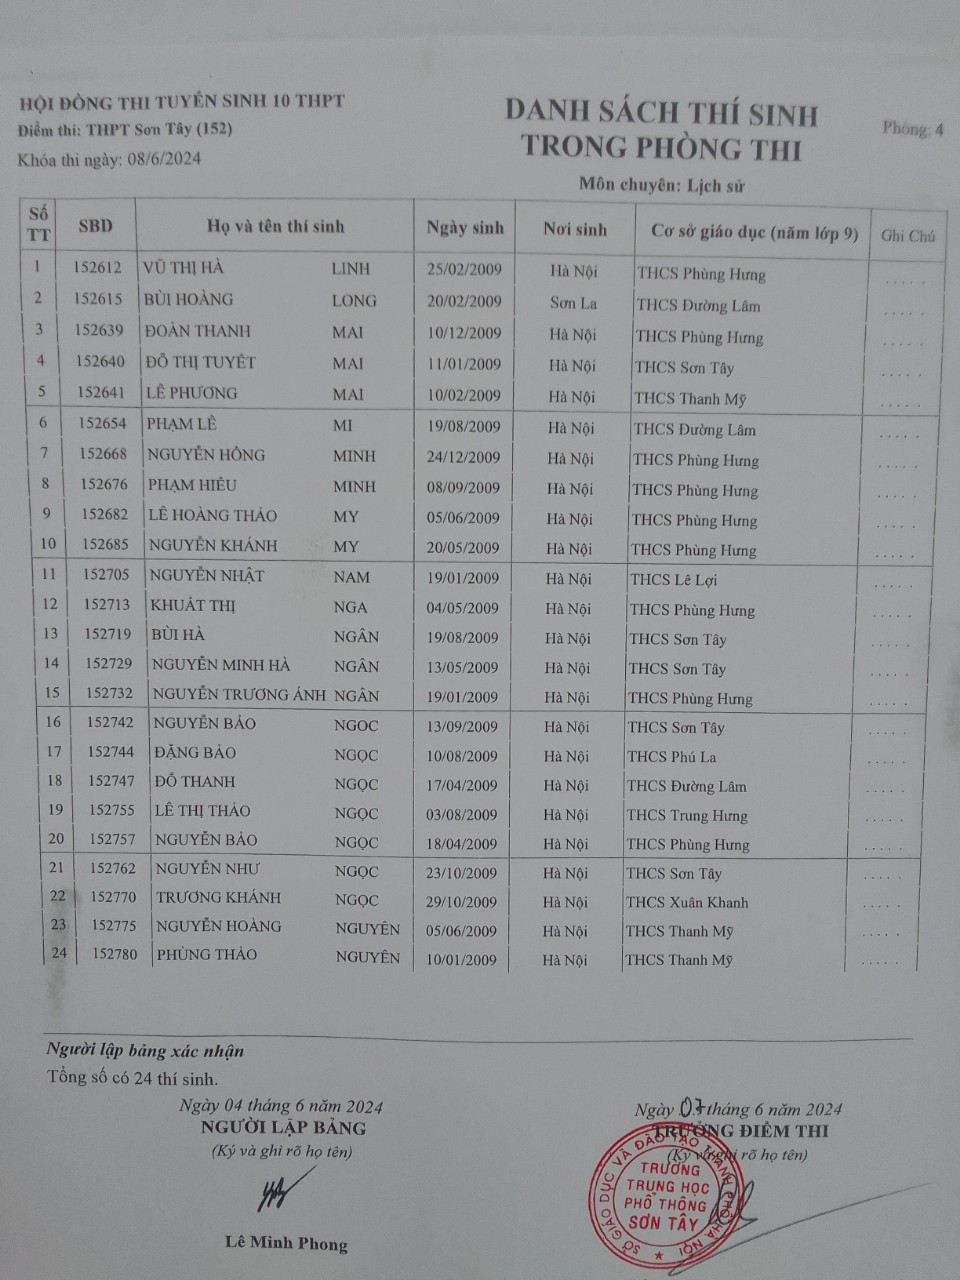 HỘI ĐỒNG THI TUYỂN SINH 10 THPT
Điểm thi: THPT Sơn Tây (152)
Khóa thi ngày: 08/6/2024
DANH SÁCH THÍ SINH
TRONG PHÒNG THI
Môn chuyên: Lịch sử
Phòng: 4
Số TT SBD Họ và tên thí sinh Ngày sinh Nơi sinh Cơ sở giáo dục (năm lớp 9) Ghi Chú
1 152612 VŨ THỊ HÀ LINH 25/02/2009 Hà Nội THCS Phùng Hưng .....
2 152615 BÙI HOÀNG LONG 20/02/2009 Sơn La THCS Đường Lâm .....
3 152639 ĐOÀN THANH MAI 10/12/2009 Hà Nội THCS Phùng Hưng .....
4 152640 ĐỖ THỊ TUYẾT MAI 11/01/2009 Hà Nội THCS Sơn Tây .....
5 152641 LÊ PHƯƠNG MAI 10/02/2009 Hà Nội THCS Thanh Mỹ .....
6 152654 PHẠM LÊ MI 19/08/2009 Hà Nội THCS Đường Lâm .....
7 152668 NGUYỄN HỒNG MINH 24/12/2009 Hà Nội THCS Phùng Hưng .....
8 152676 PHẠM HIẾU MINH 08/09/2009 Hà Nội THCS Phùng Hưng .....
9 152682 LÊ HOÀNG THẢO MY 05/06/2009 Hà Nội THCS Phùng Hưng .....
10 152685 NGUYỄN KHÁNH MY 20/05/2009 Hà Nội THCS Phùng Hưng .....
11 152705 NGUYỄN NHẬT NAM 19/01/2009 Hà Nội THCS Lê Lợi .....
12 152713 KHUẤT THỊ NGA 04/05/2009 Hà Nội THCS Phùng Hưng .....
13 152719 BÙI HÀ NGÂN 19/08/2009 Hà Nội THCS Sơn Tây .....
14 152729 NGUYỄN MINH HÀ NGÂN 13/05/2009 Hà Nội THCS Sơn Tây .....
15 152732 NGUYỄN TRƯƠNG ÁNH NGÂN 19/01/2009 Hà Nội THCS Phùng Hưng .....
16 152742 NGUYỄN BẢO NGOC 13/09/2009 Hà Nội THCS Sơn Tây .....
17 152744 ĐẶNG BẢO NGỌC 10/08/2009 Hà Nội THCS Phú La .....
18 152747 ĐỖ THANH NGỌC 17/04/2009 Hà Nội THCS Đường Lâm .....
19 152755 LÊ THỊ THẢO NGỌC 03/08/2009 Hà Nội THCS Trung Hưng .....
20 152757 NGUYỄN BẢO NGỌC 18/04/2009 Hà Nội THCS Phùng Hưng .....
21 152762 NGUYỄN NHƯ NGỌC 23/10/2009 Hà Nội THCS Sơn Tây .....
22 152770 TRƯƠNG KHÁNH NGỌC 29/10/2009 Hà Nội THCS Xuân Khanh .....
23 152775 NGUYỄN HOÀNG NGUYÊN 05/06/2009 Hà Nội THCS Thanh Mỹ .....
24 152780 PHÙNG THẢO NGUYÊN 10/01/2009 Hà Nội THCS Thanh Mỹ .....
Người lập bảng xác nhận
Tổng số có 24 thí sinh.
Ngày 04 tháng 6 năm 2024
NGƯỜI LẬP BẢNG
(Ký và ghi rõ họ tên)
Lê Minh Phong
Ngày 07 tháng 6 năm 2024
TRƯỞNG ĐIỂM THI
(Ký và ghi rõ họ tên)
SỞ GIÁO DỤC VÀ ĐÀO TẠO THÀNH PHỐ HÀ NỘI
TRƯỜNG
TRUNG HỌC
PHỔ THÔNG
SƠN TÂY